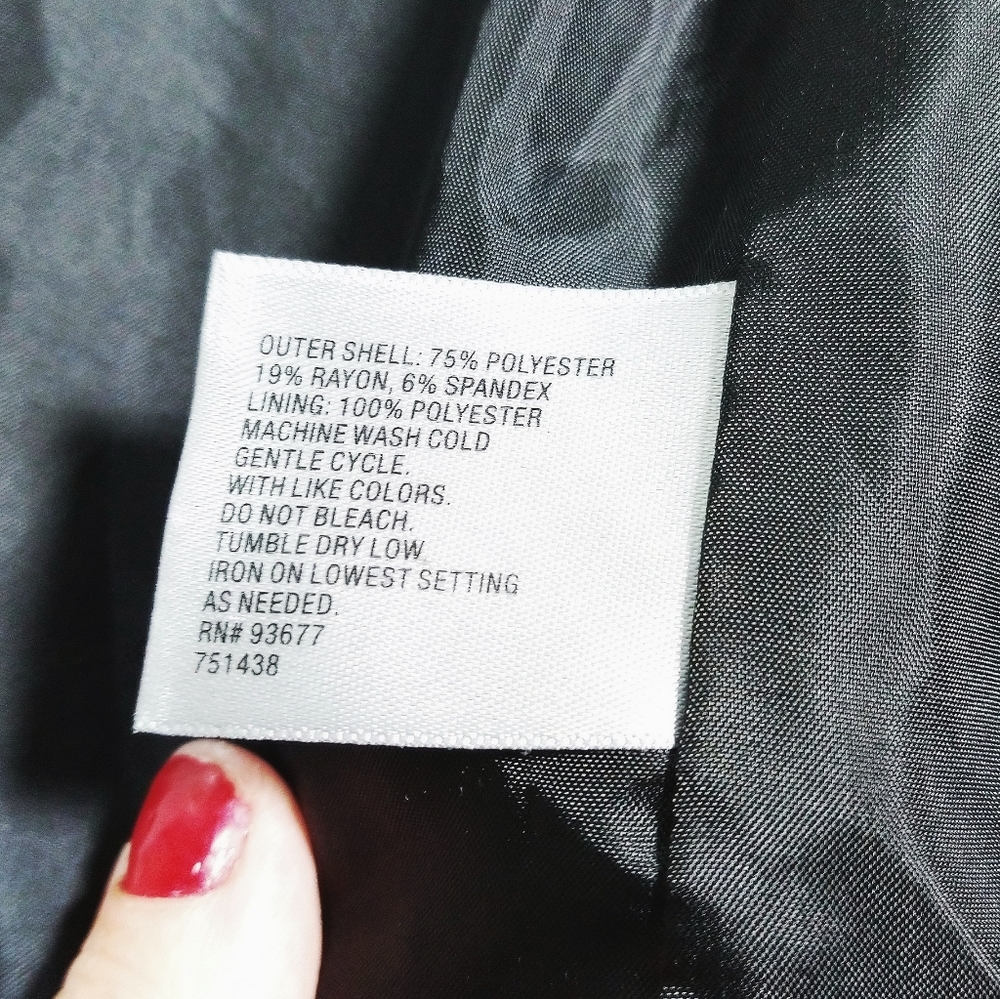 OUTER SHELL: 75% POLYESTER
19% RAYON, 6% SPANDEX
LINING: 100% POLYESTER
MACHINE WASH COLD
GENTLE CYCLE.
WITH LIKE COLORS.
DO NOT BLEACH.
TUMBLE DRY LOW
IRON ON LOWEST SETTING
AS NEEDED.
RN# 93677
751438